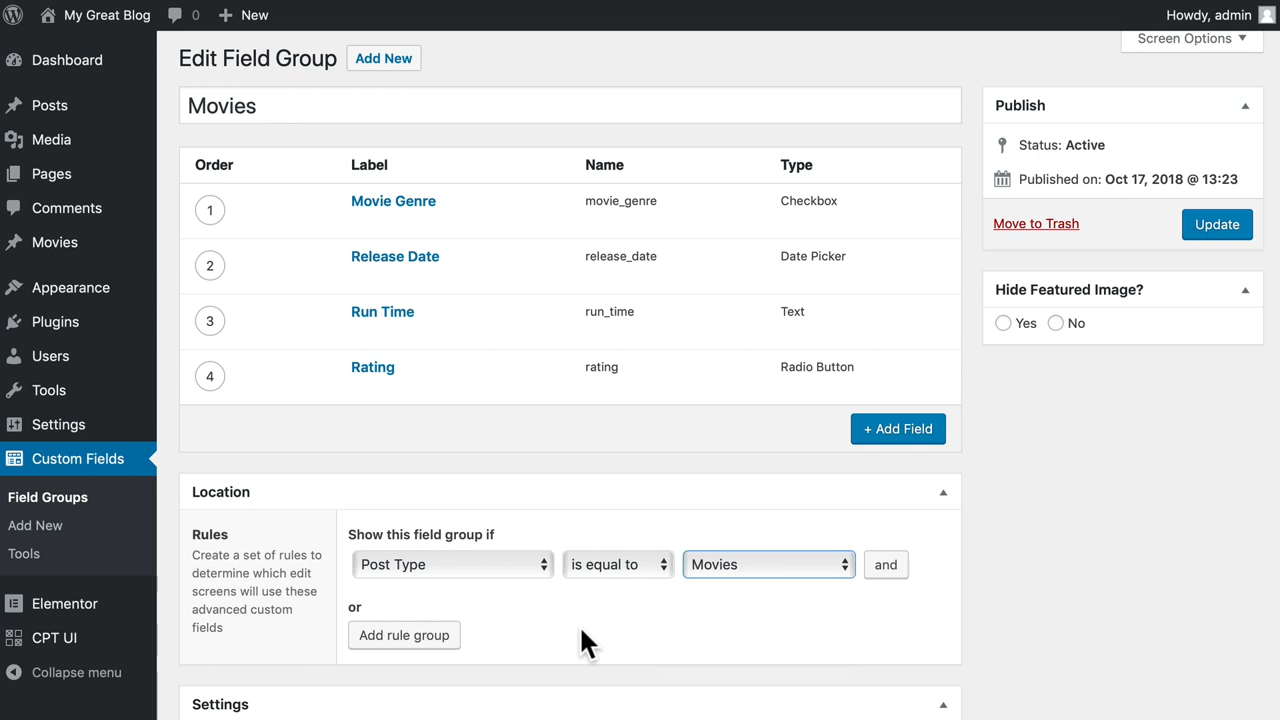 My Great Blog 0 New Howdy, admin
Screen Options
Dashboard
Posts
Media
Pages
Comments
Movies
Appearance
Plugins
Users
Tools
Settings
Custom Fields
Field Groups
Add New
Tools
Elementor
CPT UI
Collapse menu
Edit Field Group Add New
Movies
Order Label Name Type
1 Movie Genre movie_genre Checkbox
2 Release Date release_date Date Picker
3 Run Time run_time Text
4 Rating rating Radio Button
+ Add Field
Location
Rules
Create a set of rules to
determine which edit
screens will use these
advanced custom
fields
Show this field group if
Post Type is equal to Movies and
or
Add rule group
Settings
Publish
Status: Active
Published on: Oct 17, 2018 @ 13:23
Move to Trash Update
Hide Featured Image?
Yes No